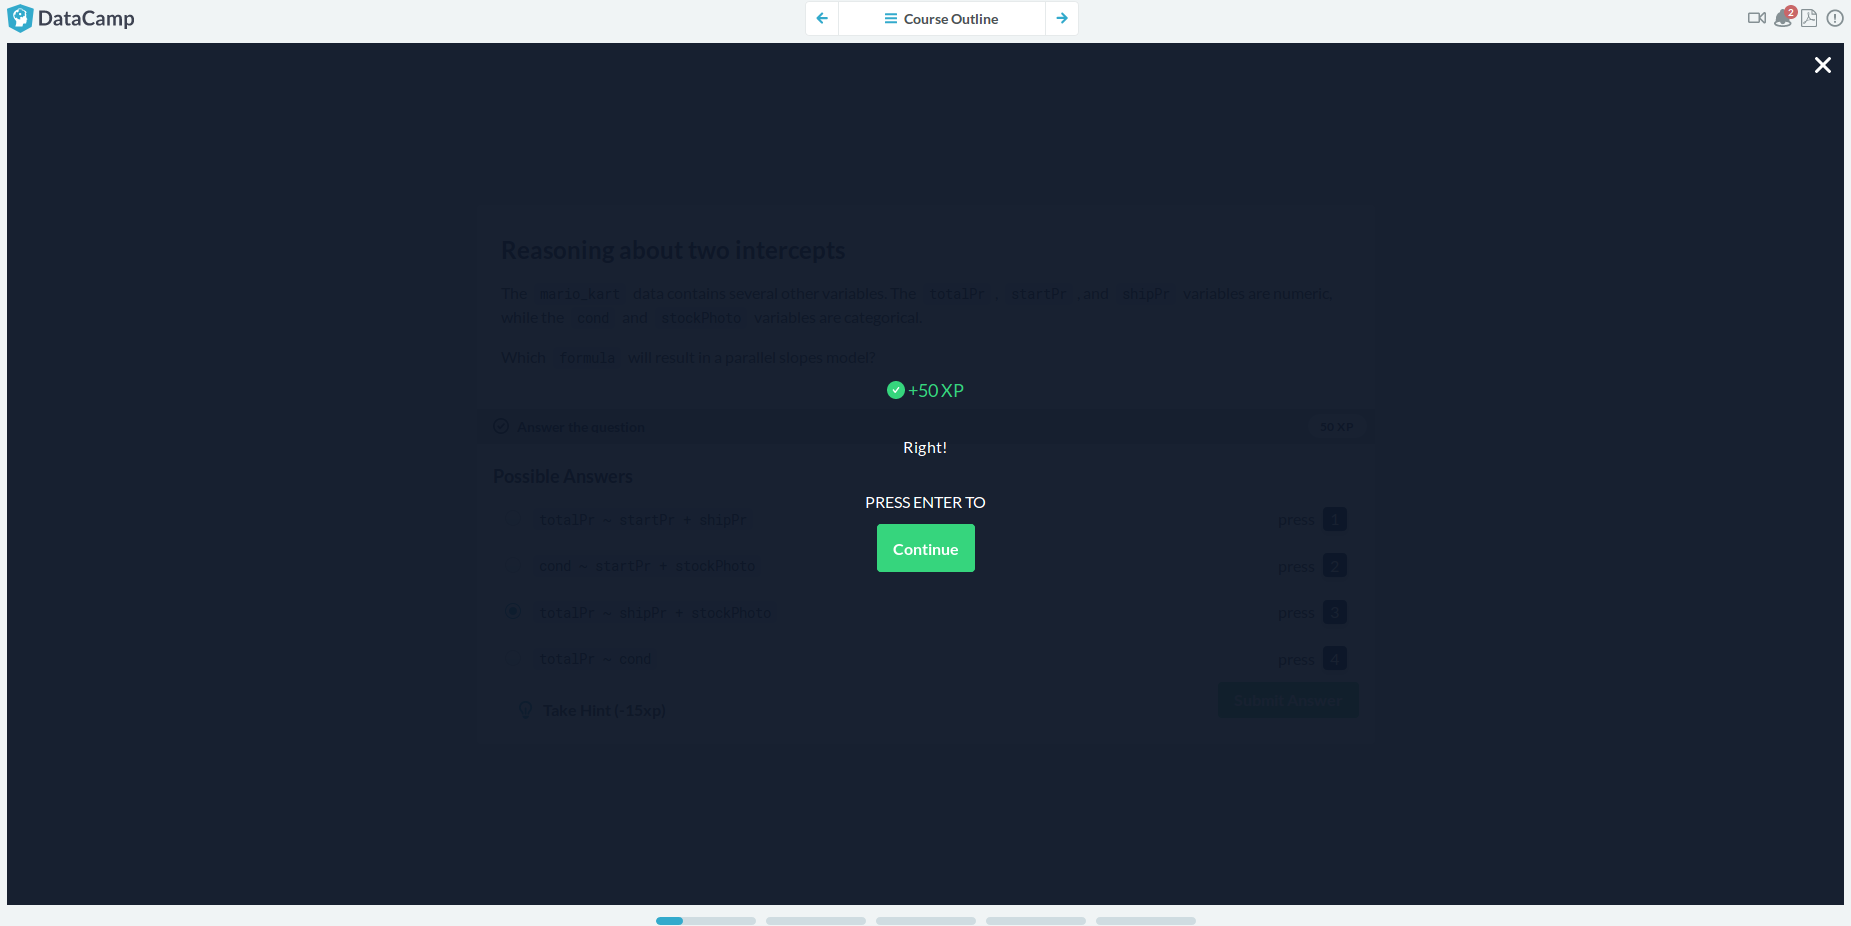 DataCamp
Course Outline
2
Reasoning about two intercepts
The mario_kart data contains several other variables. The totalPr, startPr, and shipPr variables are numeric,
while the cond and stockPhoto variables are categorical.
Which formula will result in a parallel slopes model?
+50 XP
Answer the question
50 XP
Right!
Possible Answers
PRESS ENTER TO
totalPr ~ startPr + shipPr press 1
Continue
cond ~ startPr + stockPhoto press 2
totalPr ~ shipPr + stockPhoto press 3
totalPr ~ cond press 4
Submit Answer
Take Hint (-15xp)